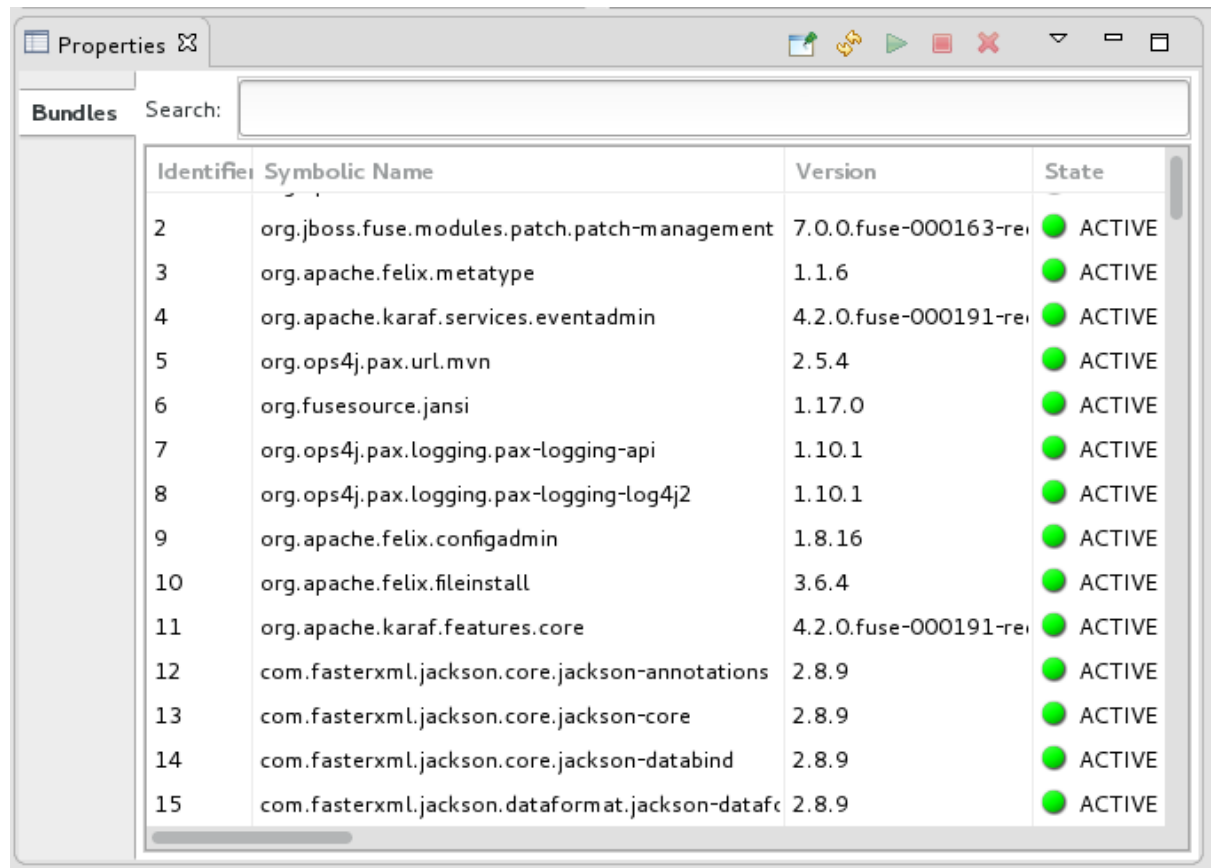 Properties
Bundles Search:
Identifier Symbolic Name Version State
2 org.jboss.fuse.modules.patch.patch-management 7.0.0.fuse-000163-re ACTIVE
3 org.apache.felix.metatype 1.1.6 ACTIVE
4 org.apache.karaf.services.eventadmin 4.2.0.fuse-000191-re ACTIVE
5 org.ops4j.pax.url.mvn 2.5.4 ACTIVE
6 org.fusesource.jansi 1.17.0 ACTIVE
7 org.ops4j.pax.logging.pax-logging-api 1.10.1 ACTIVE
8 org.ops4j.pax.logging.pax-logging-log4j2 1.10.1 ACTIVE
9 org.apache.felix.configadmin 1.8.16 ACTIVE
10 org.apache.felix.fileinstall 3.6.4 ACTIVE
11 org.apache.karaf.features.core 4.2.0.fuse-000191-re ACTIVE
12 com.fasterxml.jackson.core.jackson-annotations 2.8.9 ACTIVE
13 com.fasterxml.jackson.core.jackson-core 2.8.9 ACTIVE
14 com.fasterxml.jackson.core.jackson-databind 2.8.9 ACTIVE
15 com.fasterxml.jackson.dataformat.jackson-dataf 2.8.9 ACTIVE